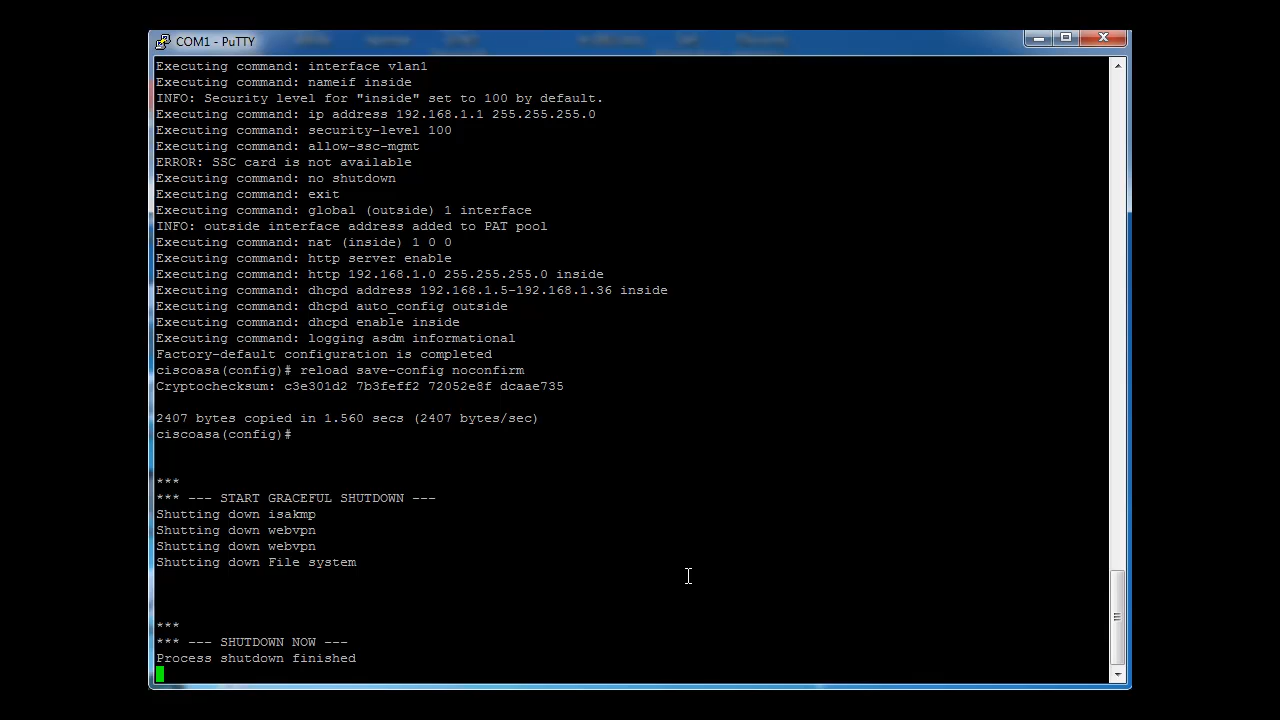 COM1 - PuTTY
Executing command: interface vlan1
Executing command: nameif inside
INFO: Security level for "inside" set to 100 by default.
Executing command: ip address 192.168.1.1 255.255.255.0
Executing command: security-level 100
Executing command: allow-ssc-mgmt
ERROR: SSC card is not available
Executing command: no shutdown
Executing command: exit
Executing command: global (outside) 1 interface
INFO: outside interface address added to PAT pool
Executing command: nat (inside) 1 0 0
Executing command: http server enable
Executing command: http 192.168.1.0 255.255.255.0 inside
Executing command: dhcpd address 192.168.1.5-192.168.1.36 inside
Executing command: dhcpd auto_config outside
Executing command: dhcpd enable inside
Executing command: logging asdm informational
Factory-default configuration is completed
ciscoasa(config)# reload save-config noconfirm
Cryptochecksum: c3e301d2 7b3feff2 72052e8f dcaae735
2407 bytes copied in 1.560 secs (2407 bytes/sec)
ciscoasa(config)#
***
*** --- START GRACEFUL SHUTDOWN ---
Shutting down isakmp
Shutting down webvpn
Shutting down webvpn
Shutting down File system
***
*** --- SHUTDOWN NOW ---
Process shutdown finished